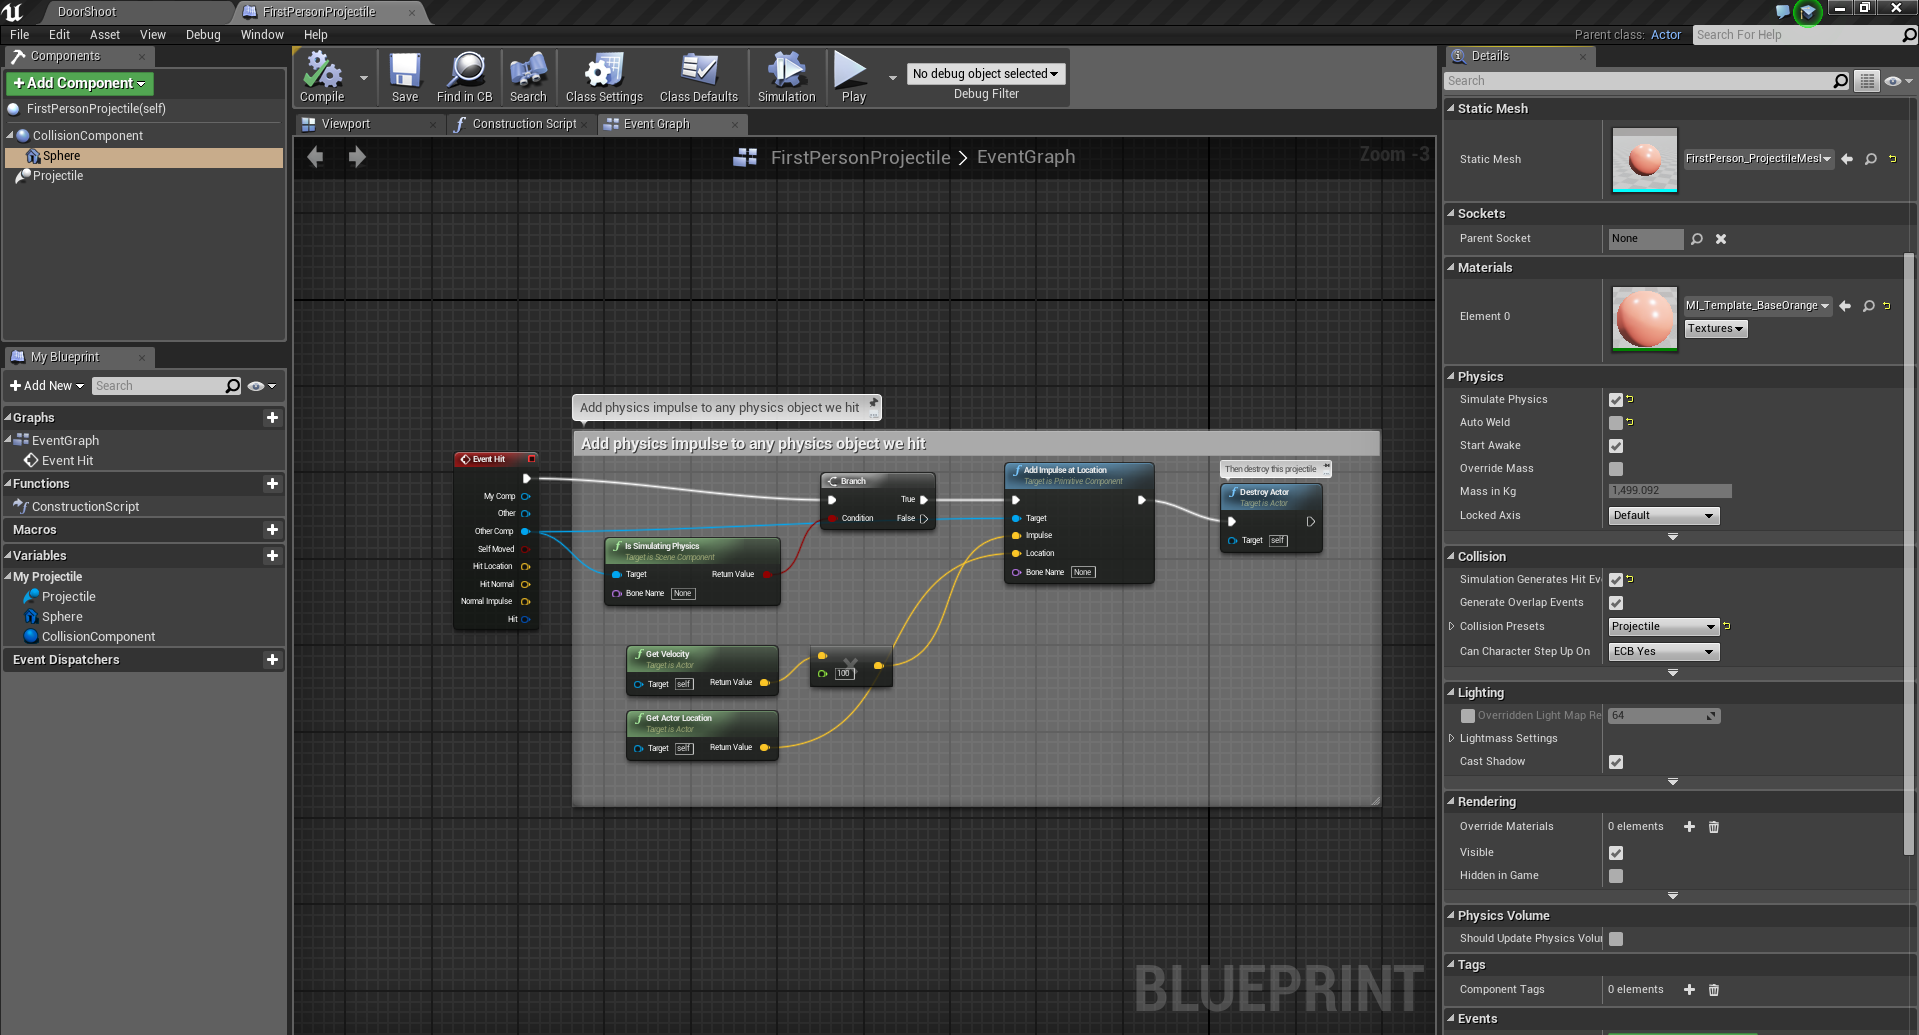 DoorShoot
FirstPersonProjectile
File Edit Asset View Debug Window Help
Parent class: Actor
Search For Help
Components
+Add Component
FirstPersonProjectile(self)
CollisionComponent
Sphere
Projectile
My Blueprint
Add New
Search
Graphs
EventGraph
Event Hit
Functions
ConstructionScript
Macros
Variables
My Projectile
Projectile
Sphere
CollisionComponent
Event Dispatchers
Compile
Save
Find in CB
Search
Class Settings
Class Defaults
Simulation
Play
No debug object selected
Debug Filter
Viewport
Construction Script
Event Graph
FirstPersonProjectile > EventGraph
Zoom -3
Add physics impulse to any physics object we hit
Add physics impulse to any physics object we hit
Event Hit
My Comp
Other
Other Comp
Self Moved
Hit Location
Hit Normal
Normal Impulse
Hit
Is Simulating Physics
Target is Scene Component
Target
Return Value
Bone Name None
Branch
True
Condition
False
Add Impulse at Location
Target is Primitive Component
Target
Impulse
Location
Bone Name None
Then destroy this projectile
Destroy Actor
Target is Actor
Target self
Get Velocity
Target is Actor
Target self
Return Value
100
Get Actor Location
Target is Actor
Target self
Return Value
BLUEPRINT
Details
Search
Static Mesh
Static Mesh
FirstPerson_ProjectileMesl
Sockets
Parent Socket
None
Materials
Element 0
MI_Template_BaseOrange
Textures
Physics
Simulate Physics
Auto Weld
Start Awake
Override Mass
Mass in Kg
1,499.092
Locked Axis
Default
Collision
Simulation Generates Hit Ev
Generate Overlap Events
Collision Presets
Projectile
Can Character Step Up On
ECB Yes
Lighting
Overridden Light Map Re
64
Lightmass Settings
Cast Shadow
Rendering
Override Materials
0 elements
Visible
Hidden in Game
Physics Volume
Should Update Physics Volu
Tags
Component Tags
0 elements
Events